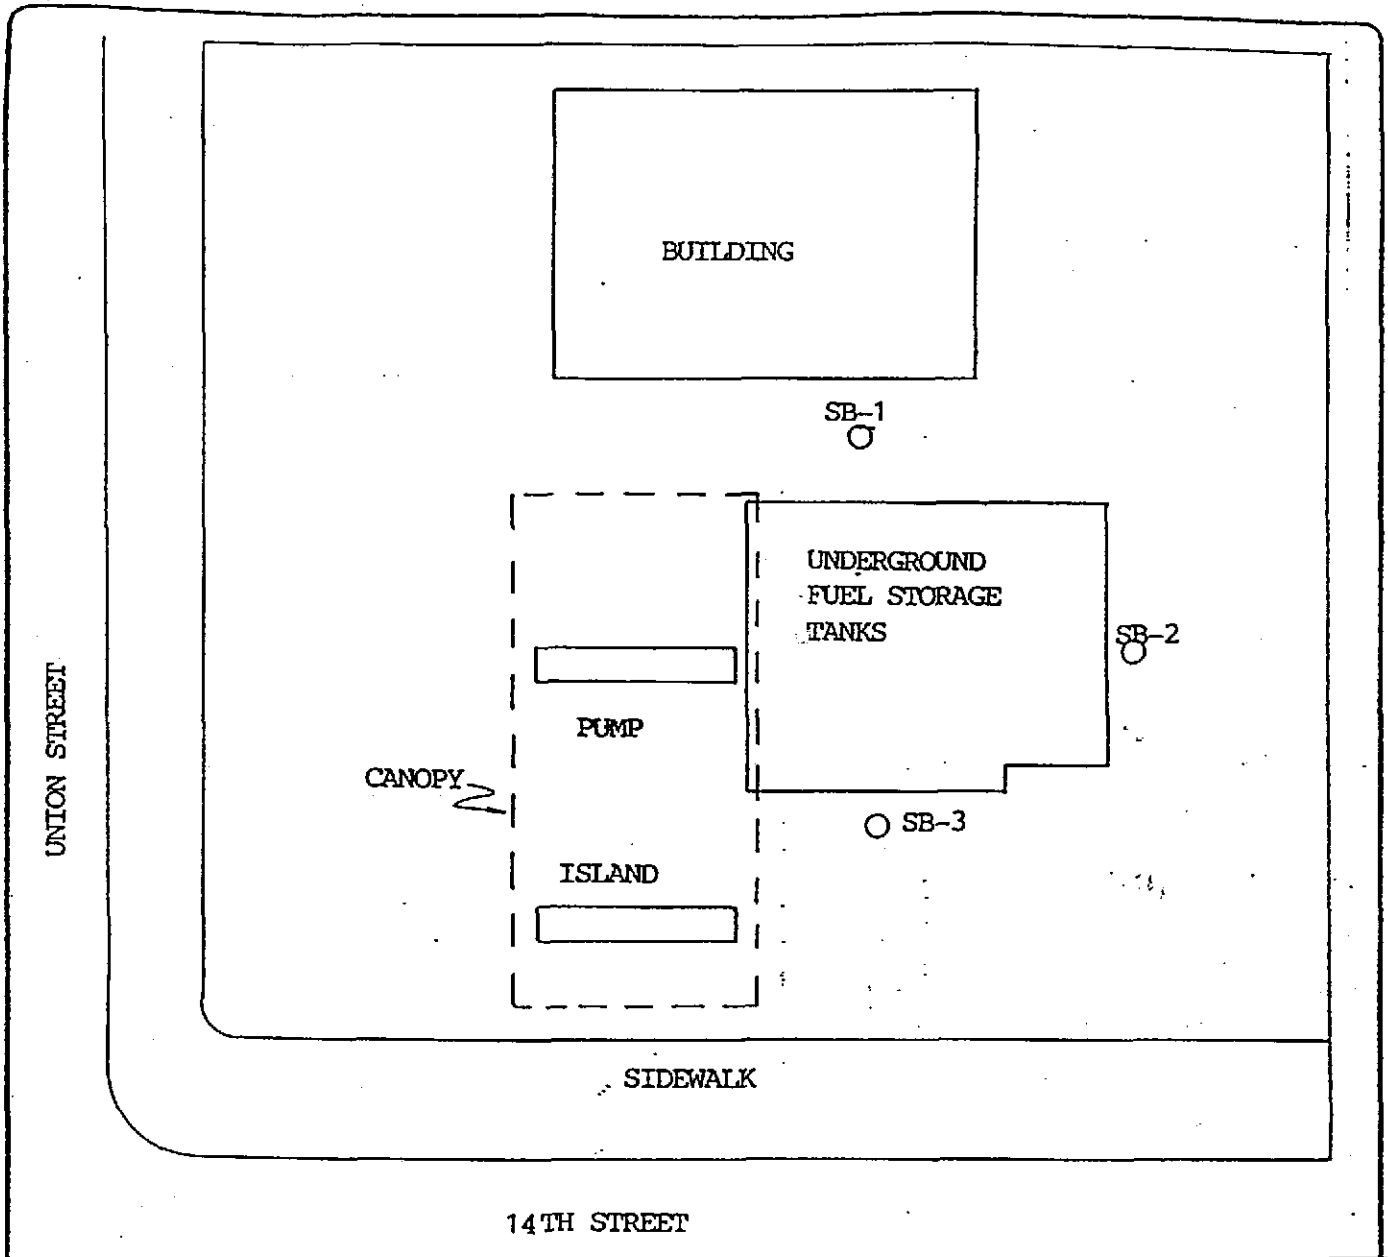 BUILDING
SB-1
UNDERGROUND
FUEL STORAGE
TANKS
SB-2
PUMP
CANOPY
SB-3
ISLAND
UNION STREET
SIDEWALK
14TH STREET